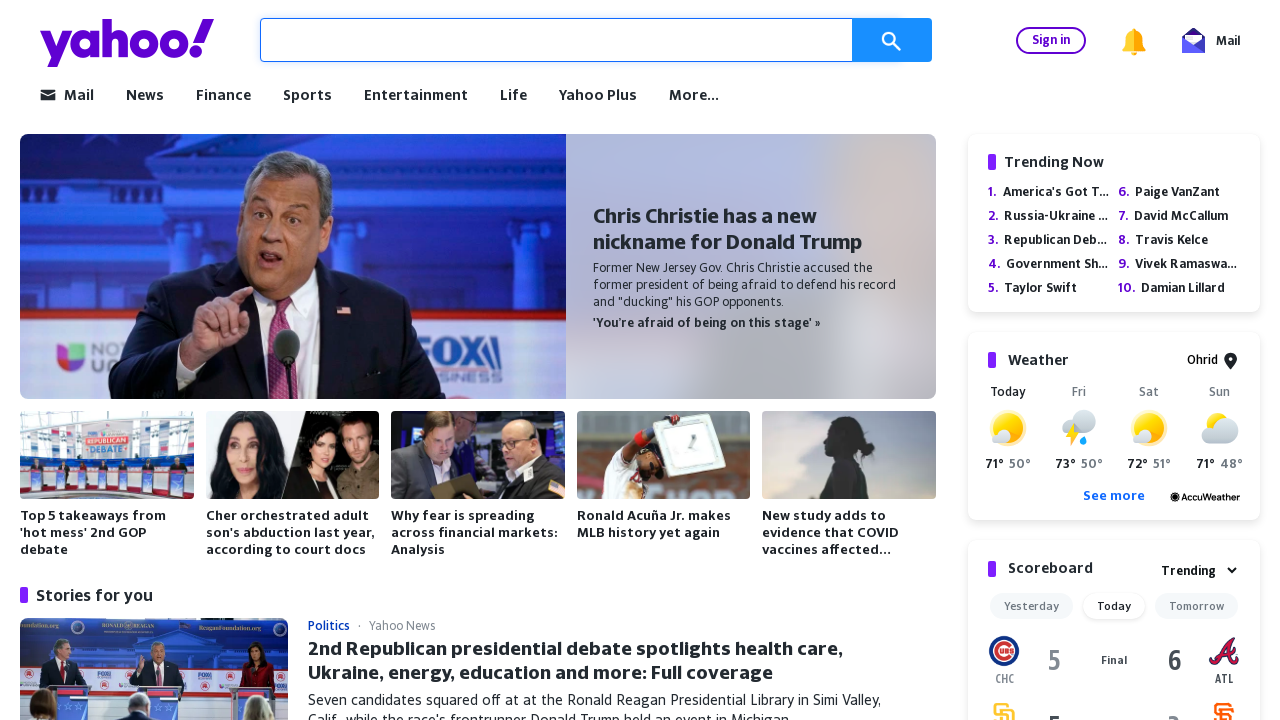 yahoo!
Sign in
Mail
Mail
News
Finance
Sports
Entertainment
Life
Yahoo Plus
More...
Chris Christie has a new
nickname for Donald Trump
Former New Jersey Gov. Chris Christie accused the
former president of being afraid to defend his record
and "ducking" his GOP opponents.
'You're afraid of being on this stage' »
Top 5 takeaways from
'hot mess' 2nd GOP
debate
Cher orchestrated adult
son's abduction last year,
according to court docs
Why fear is spreading
across financial markets:
Analysis
Ronald Acuña Jr. makes
MLB history yet again
New study adds to
evidence that COVID
vaccines affected...
Stories for you
Politics · Yahoo News
2nd Republican presidential debate spotlights health care,
Ukraine, energy, education and more: Full coverage
Seven candidates squared off at at the Ronald Reagan Presidential Library in Simi Valley,
Calif., while the race's frontrunner Donald Trump held an event in Michigan.
Trending Now
1. America's Got T...
2. Russia-Ukraine ...
3. Republican Deb...
4. Government Sh...
5. Taylor Swift
6. Paige VanZant
7. David McCallum
8. Travis Kelce
9. Vivek Ramaswa...
10. Damian Lillard
Weather
Ohrid
Today Fri Sat Sun
71° 50° 73° 50° 72° 51° 71° 48°
See more
AccuWeather
Scoreboard
Trending
Yesterday Today Tomorrow
5 Final 6
CHC ATL